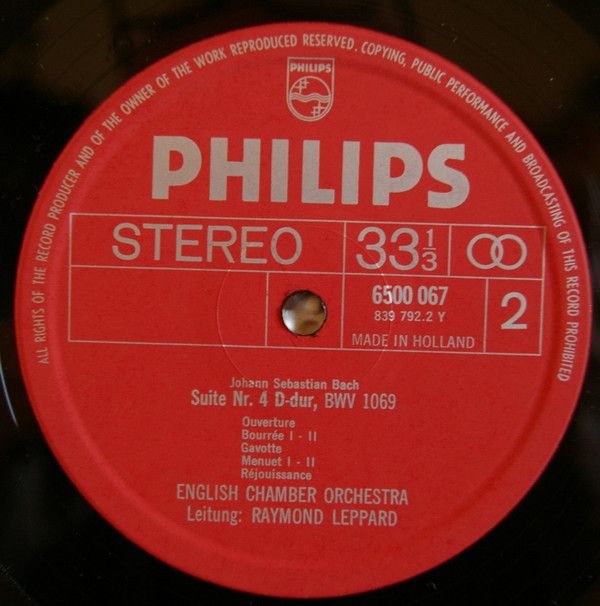 ALL RIGHTS OF THE RECORD PRODUCER AND OF THE OWNER OF THE WORK REPRODUCED RESERVED. COPYING, PUBLIC PERFORMANCE AND BROADCASTING OF THIS RECORD PROHIBITED
PHILIPS
PHILIPS
STEREO 33 1/3
6500 067
839 792.2 Y
2
MADE IN HOLLAND
Johann Sebastian Bach
Suite Nr. 4 D-dur, BWV 1069
Ouverture
Bourrée I - II
Gavotte
Menuet I - II
Réjouissance
ENGLISH CHAMBER ORCHESTRA
Leitung: RAYMOND LEPPARD